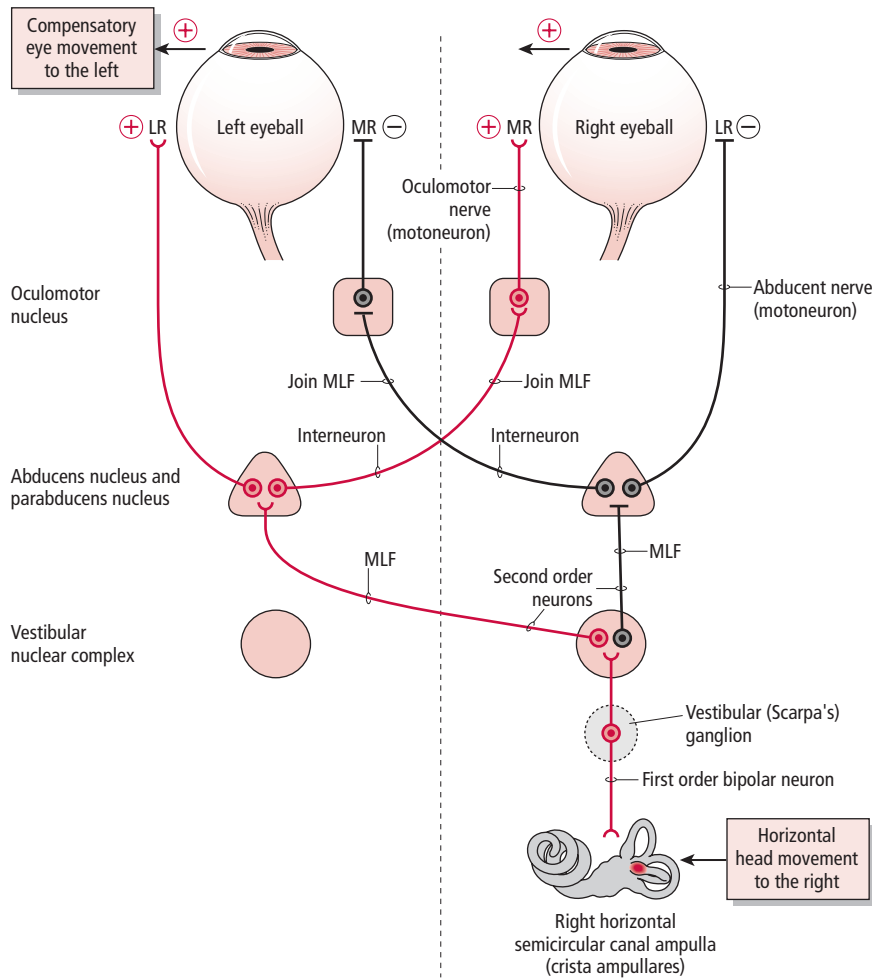 Compensatory
eye movement
to the left
+
+
+ LR
Left eyeball
MR −
+ MR
Right eyeball
LR −
Oculomotor
nerve
(motoneuron)
Oculomotor
nucleus
Abducent nerve
(motoneuron)
Join MLF
Join MLF
Interneuron
Interneuron
Abducens nucleus and
parabducens nucleus
MLF
MLF
Second order
neurons
Vestibular
nuclear complex
Vestibular (Scarpa's)
ganglion
First order bipolar neuron
Horizontal
head movement
to the right
Right horizontal
semicircular canal ampulla
(crista ampullares)